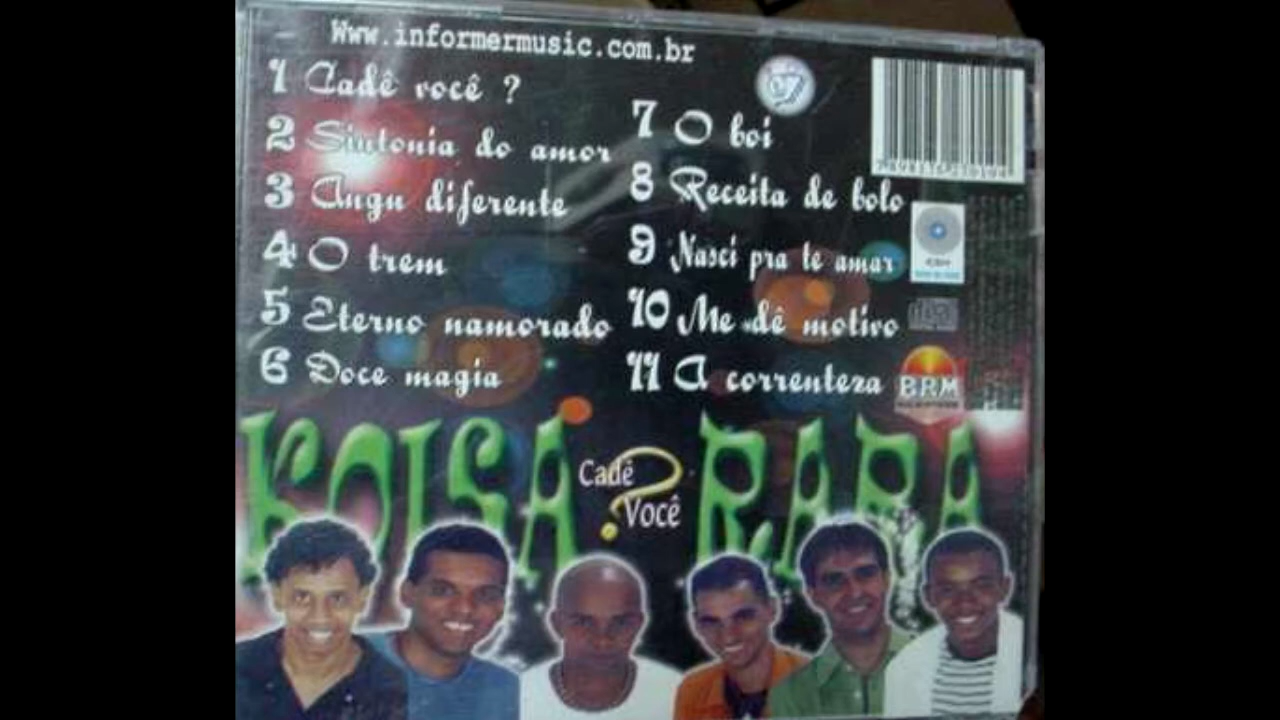 Www.informermusic.com.br
1 Cadê você ?
2 Sintonia do amor
3 Angu diferente
4 O trem
5 Eterno namorado
6 Doce magia
7 O boi
8 Receita de bolo
9 Nasci pra te amar
10 Me dê motivo
11 A correnteza
BRM
KOISA RARA
Cadê
Você ?